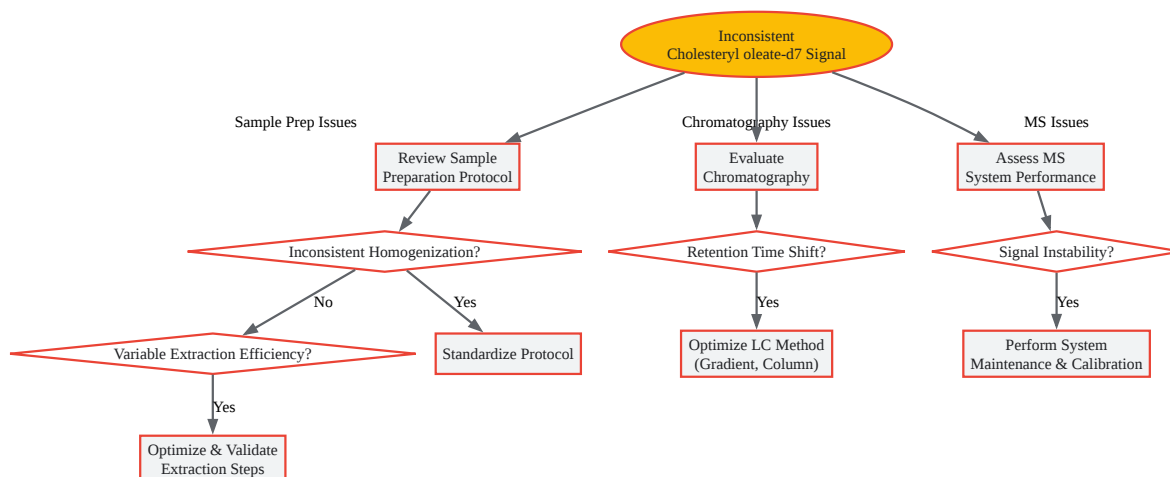 Inconsistent
Cholesteryl oleate-d7 Signal
Sample Prep Issues
Chromatography Issues
MS Issues
Review Sample
Preparation Protocol
Evaluate
Chromatography
Assess MS
System Performance
Inconsistent Homogenization?
Retention Time Shift?
Signal Instability?
No
Yes
Yes
Yes
Variable Extraction Efficiency?
Standardize Protocol
Optimize LC Method
(Gradient, Column)
Perform System
Maintenance & Calibration
Yes
Optimize & Validate
Extraction Steps